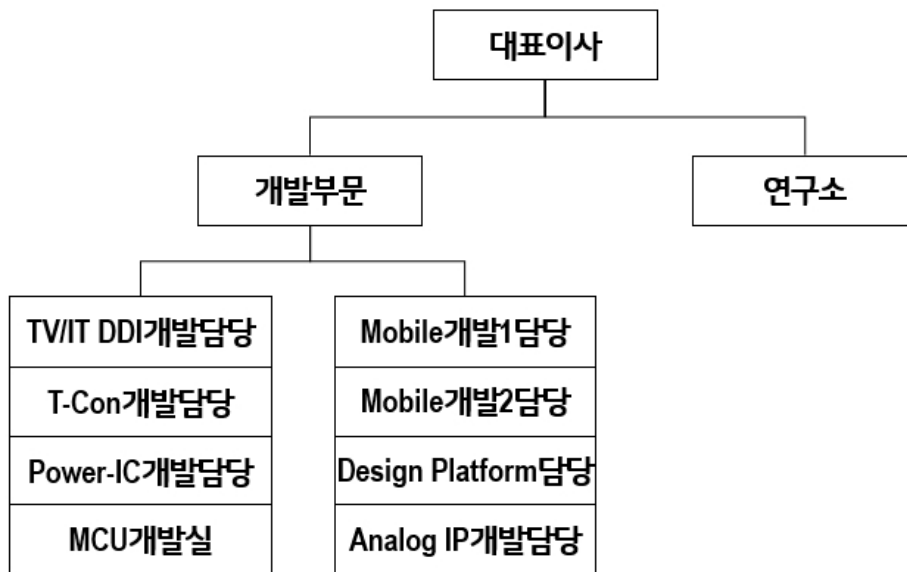 대표이사
개발부문
연구소
TV/IT DDI개발담당
T-Con개발담당
Power-IC개발담당
MCU개발실
Mobile개발1담당
Mobile개발2담당
Design Platform담당
Analog IP개발담당